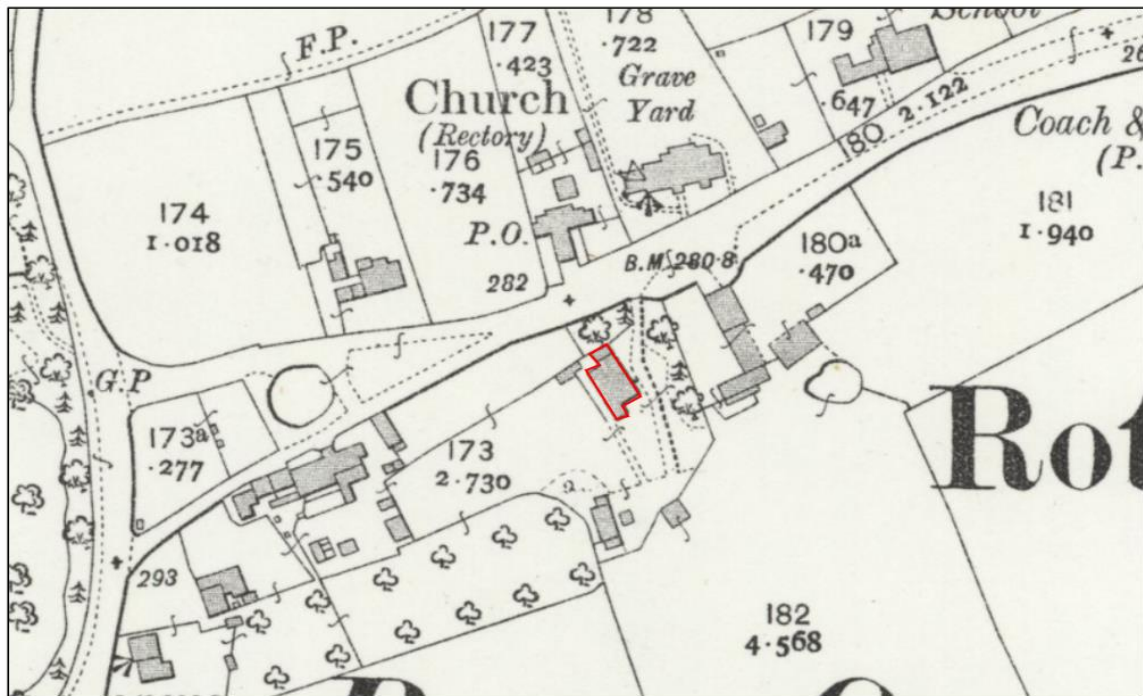 F.P.
177
.423
178
.722
Grave
Yard
179
.647
School
80 2.122
Church
(Rectory)
175
.540
176
.734
174
1.018
P.O.
282
B.M. 280.8
180a
.470
Coach &
(P.
181
1.940
G.P
173a
.277
173
2.730
Rot
293
182
4.568